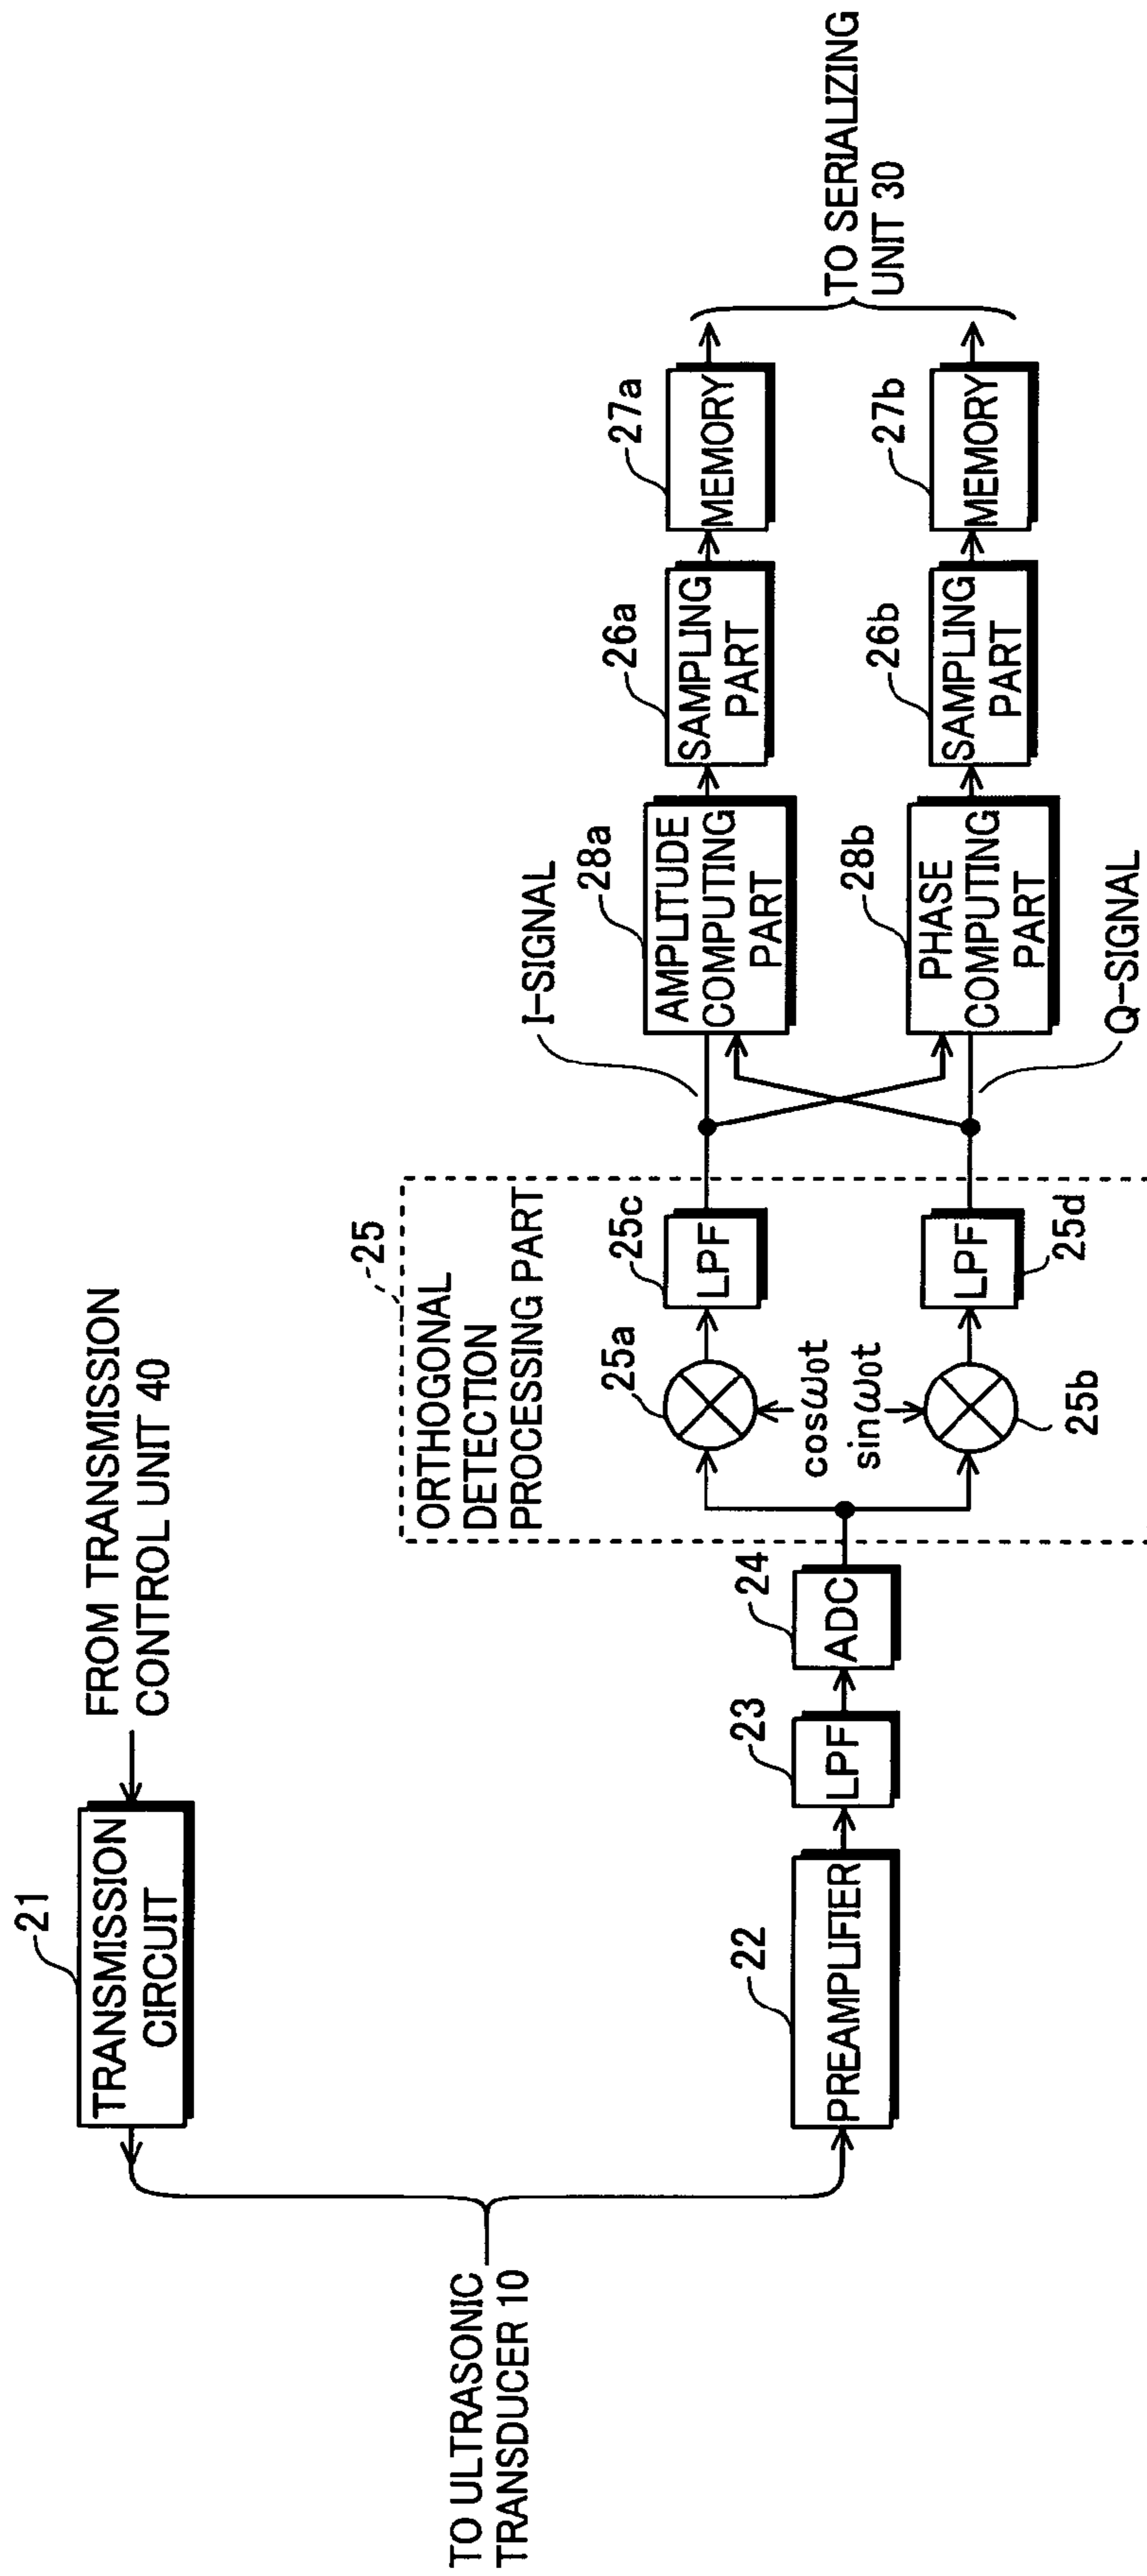 21
TRANSMISSION
CIRCUIT
FROM TRANSMISSION
CONTROL UNIT 40
TO ULTRASONIC
TRANSDUCER 10
22
PREAMPLIFIER
23
LPF
24
ADC
25
ORTHOGONAL
DETECTION
PROCESSING PART
25a
cosω0t
sinω0t
25b
25c
LPF
LPF
25d
I-SIGNAL
Q-SIGNAL
28a
AMPLITUDE
COMPUTING
PART
28b
PHASE
COMPUTING
PART
26a
SAMPLING
PART
26b
SAMPLING
PART
27a
MEMORY
27b
MEMORY
TO SERIALIZING
UNIT 30